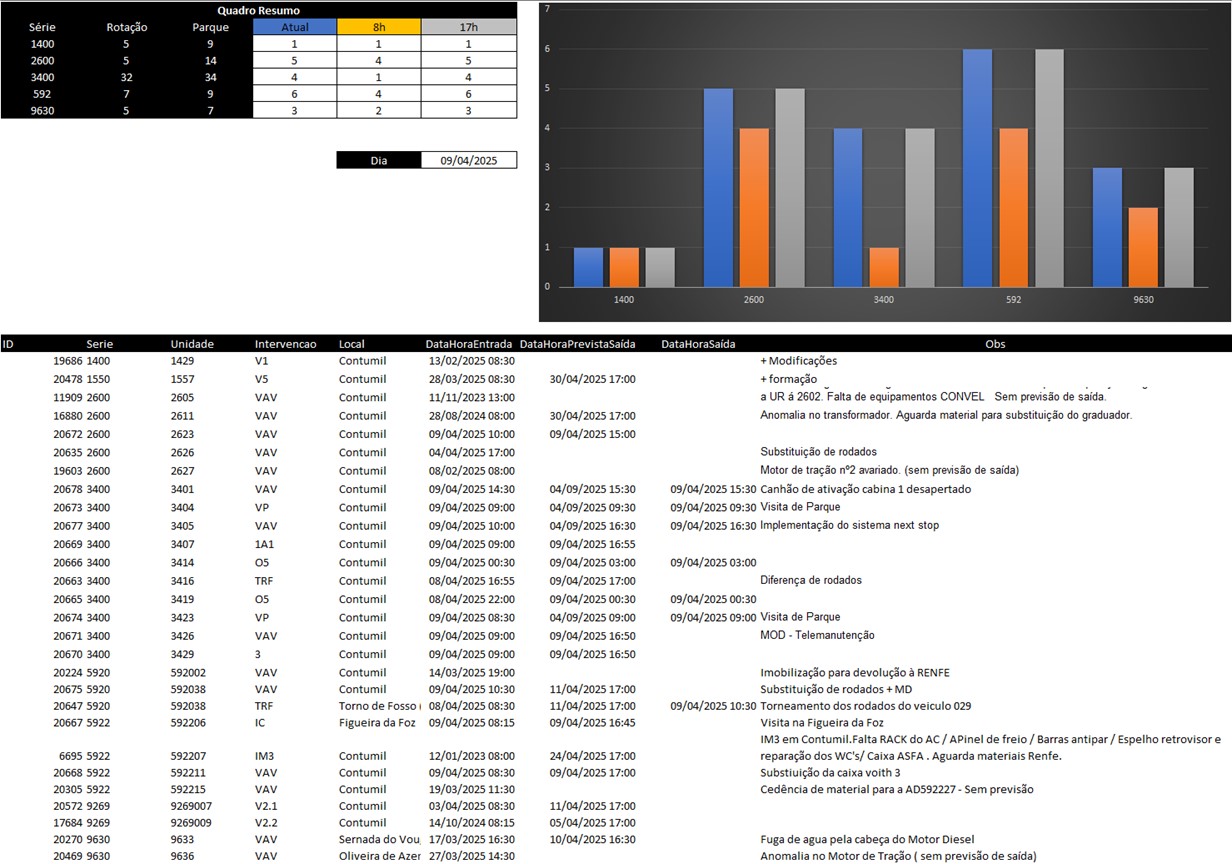 Quadro Resumo
Série Rotação Parque Atual 8h 17h
1400 5 9 1 1 1
2600 5 14 5 4 5
3400 32 34 4 1 4
592 7 9 6 4 6
9630 5 7 3 2 3
Dia 09/04/2025
7
6
5
4
3
2
1
0
1400 2600 3400 592 9630
ID Serie Unidade Intervencao Local DataHoraEntrada DataHoraPrevistaSaída DataHoraSaída Obs
19686 1400 1429 V1 Contumil 13/02/2025 08:30 + Modificações
20478 1550 1557 V5 Contumil 28/03/2025 08:30 30/04/2025 17:00 + formação
11909 2600 2605 VAV Contumil 11/11/2023 13:00 a UR á 2602. Falta de equipamentos CONVEL Sem previsão de saída.
16880 2600 2611 VAV Contumil 28/08/2024 08:00 30/04/2025 17:00 Anomalia no transformador. Aguarda material para substituição do graduador.
20672 2600 2623 VAV Contumil 09/04/2025 10:00 09/04/2025 15:00
20635 2600 2626 VAV Contumil 04/04/2025 17:00 Substituição de rodados
19603 2600 2627 VAV Contumil 08/02/2025 08:00 Motor de tração nº2 avariado. (sem previsão de saída)
20678 3400 3401 VAV Contumil 09/04/2025 14:30 04/09/2025 15:30 09/04/2025 15:30 Canhão de ativação cabina 1 desapertado
20673 3400 3404 VP Contumil 09/04/2025 09:00 04/09/2025 09:30 09/04/2025 09:30 Visita de Parque
20677 3400 3405 VAV Contumil 09/04/2025 10:00 04/09/2025 16:30 09/04/2025 16:30 Implementação do sistema next stop
20669 3400 3407 1A1 Contumil 09/04/2025 09:00 09/04/2025 16:55
20666 3400 3414 O5 Contumil 09/04/2025 00:30 09/04/2025 03:00 09/04/2025 03:00
20663 3400 3416 TRF Contumil 08/04/2025 16:55 09/04/2025 17:00 Diferença de rodados
20665 3400 3419 O5 Contumil 08/04/2025 22:00 09/04/2025 00:30 09/04/2025 00:30
20674 3400 3423 VP Contumil 09/04/2025 08:30 04/09/2025 09:00 09/04/2025 09:00 Visita de Parque
20671 3400 3426 VAV Contumil 09/04/2025 09:00 09/04/2025 16:50 MOD - Telemanutenção
20670 3400 3429 3 Contumil 09/04/2025 09:00 09/04/2025 16:50
20224 5920 592002 VAV Contumil 14/03/2025 19:00 Imobilização para devolução à RENFE
20675 5920 592038 VAV Contumil 09/04/2025 10:30 11/04/2025 17:00 Substituição de rodados + MD
20647 5920 592038 TRF Torno de Fosso ( 08/04/2025 08:30 11/04/2025 17:00 09/04/2025 10:30 Torneamento dos rodados do veiculo 029
20667 5922 592206 IC Figueira da Foz 09/04/2025 08:15 09/04/2025 16:45 Visita na Figueira da Foz
IM3 em Contumil.Falta RACK do AC / APinel de freio / Barras antipar / Espelho retrovisor e
6695 5922 592207 IM3 Contumil 12/01/2023 08:00 24/04/2025 17:00 reparação dos WC's/ Caixa ASFA . Aguarda materiais Renfe.
20668 5922 592211 VAV Contumil 09/04/2025 08:30 09/04/2025 17:00 Substiuição da caixa voith 3
20305 5922 592215 VAV Contumil 19/03/2025 11:30 Cedência de material para a AD592227 - Sem previsão
20572 9269 9269007 V2.1 Contumil 03/04/2025 08:30 11/04/2025 17:00
17684 9269 9269009 V2.2 Contumil 14/10/2024 08:15 05/04/2025 17:00
20270 9630 9633 VAV Sernada do Vou 17/03/2025 16:30 10/04/2025 16:30 Fuga de agua pela cabeça do Motor Diesel
20469 9630 9636 VAV Oliveira de Azer 27/03/2025 14:30 Anomalia no Motor de Tração ( sem previsão de saída)